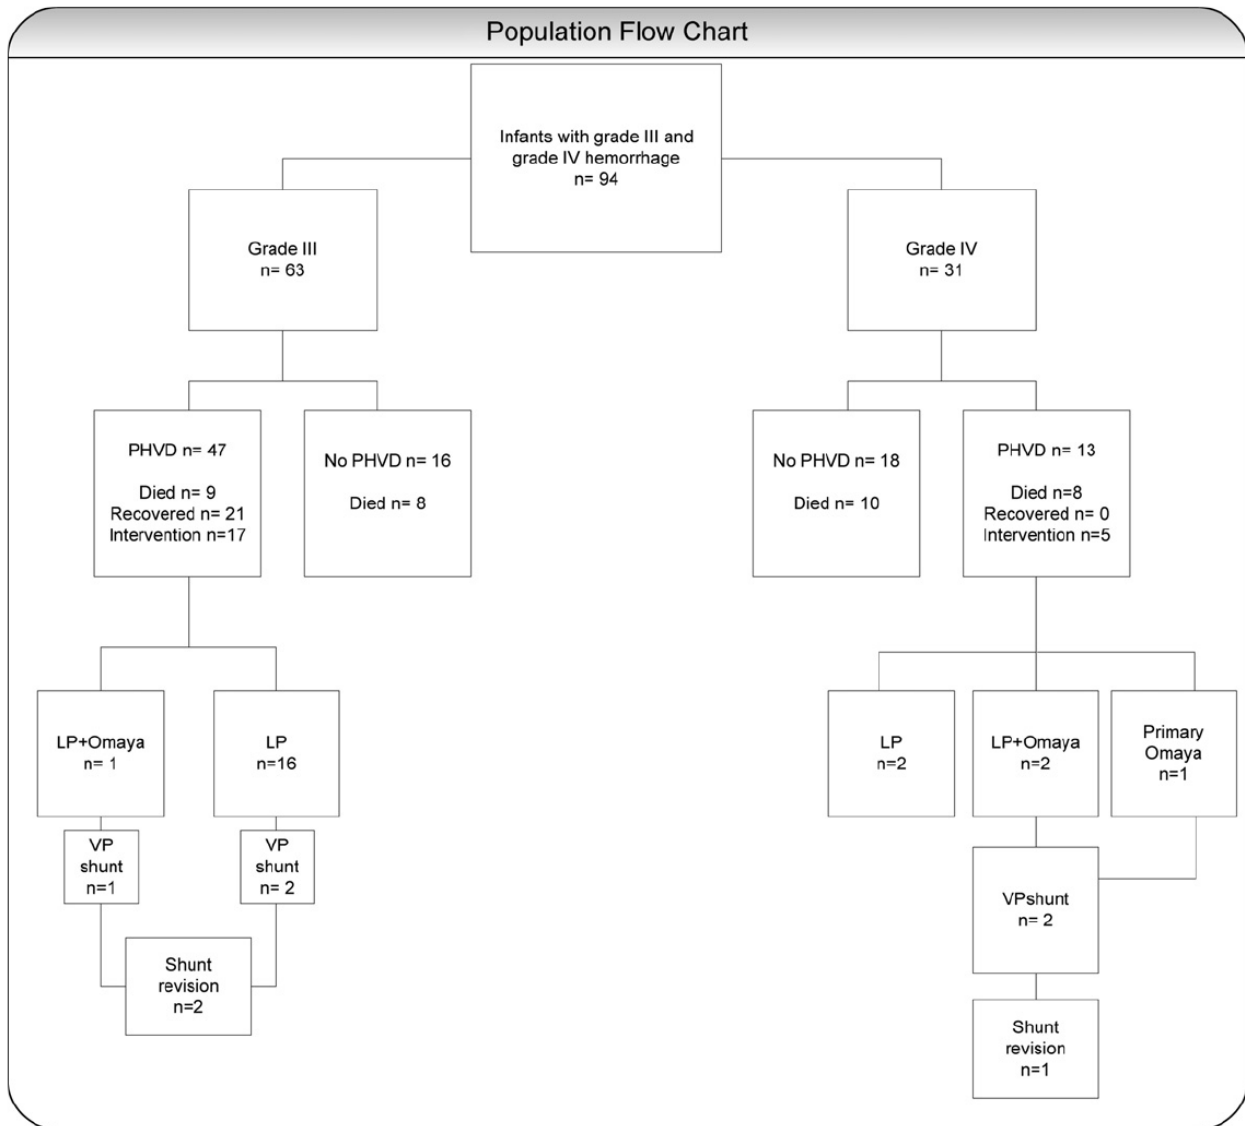 Population Flow Chart
Infants with grade III and
grade IV hemorrhage
n= 94
Grade III
n= 63
Grade IV
n= 31
PHVD n= 47
Died n= 9
Recovered n= 21
Intervention n=17
No PHVD n= 16
Died n= 8
No PHVD n= 18
Died n= 10
PHVD n= 13
Died n=8
Recovered n= 0
Intervention n=5
LP+Omaya
n= 1
LP
n=16
LP
n=2
LP+Omaya
n=2
Primary
Omaya
n=1
VP
shunt
n=1
VP
shunt
n= 2
VPshunt
n= 2
Shunt
revision
n=2
Shunt
revision
n=1